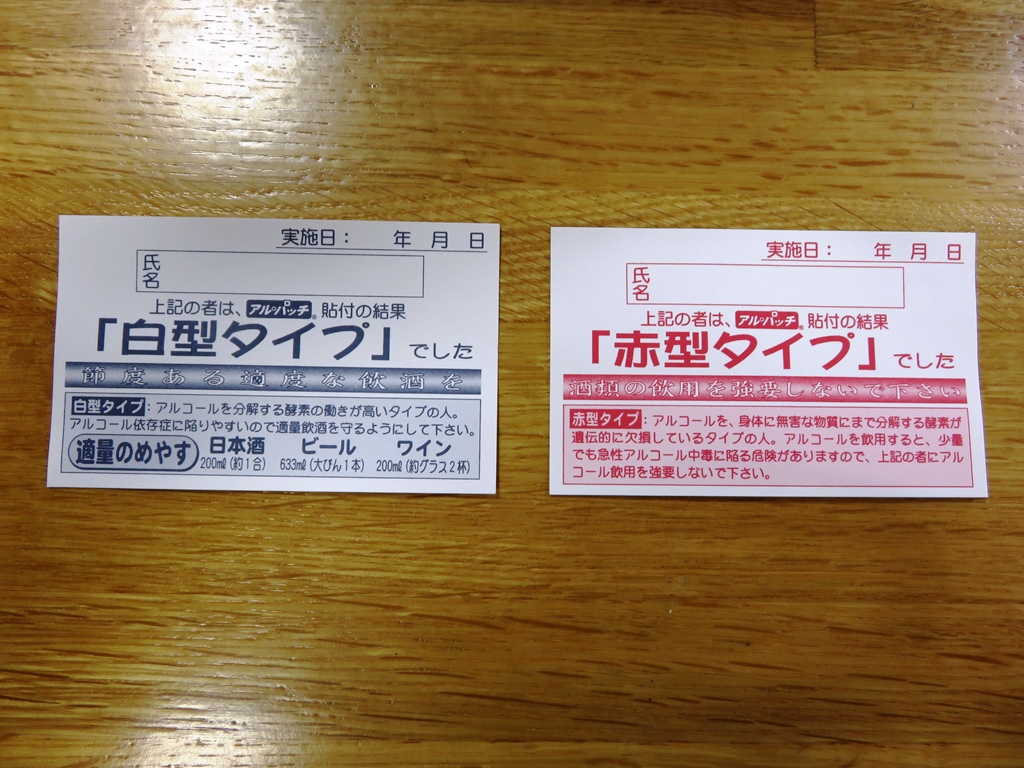 実施日： 年 月 日
氏名
上記の者は、アルパッチ® 貼付の結果
「白型タイプ」でした
節度ある適度な飲酒を
白型タイプ：アルコールを分解する酵素の働きが高いタイプの人。
アルコール依存症に陥りやすいので適量飲酒を守るようにして下さい。
適量のめやす 日本酒 ビール ワイン
200㎖(約1合) 633㎖(大びん1本) 200㎖(約グラス2杯)
実施日： 年 月 日
氏名
上記の者は、アルパッチ® 貼付の結果
「赤型タイプ」でした
酒類の飲用を強要しないで下さい
赤型タイプ：アルコールを、身体に無害な物質にまで分解する酵素が
遺伝的に欠損しているタイプの人。アルコールを飲用すると、少量
でも急性アルコール中毒に陥る危険がありますので、上記の者にアル
コール飲用を強要しないで下さい。